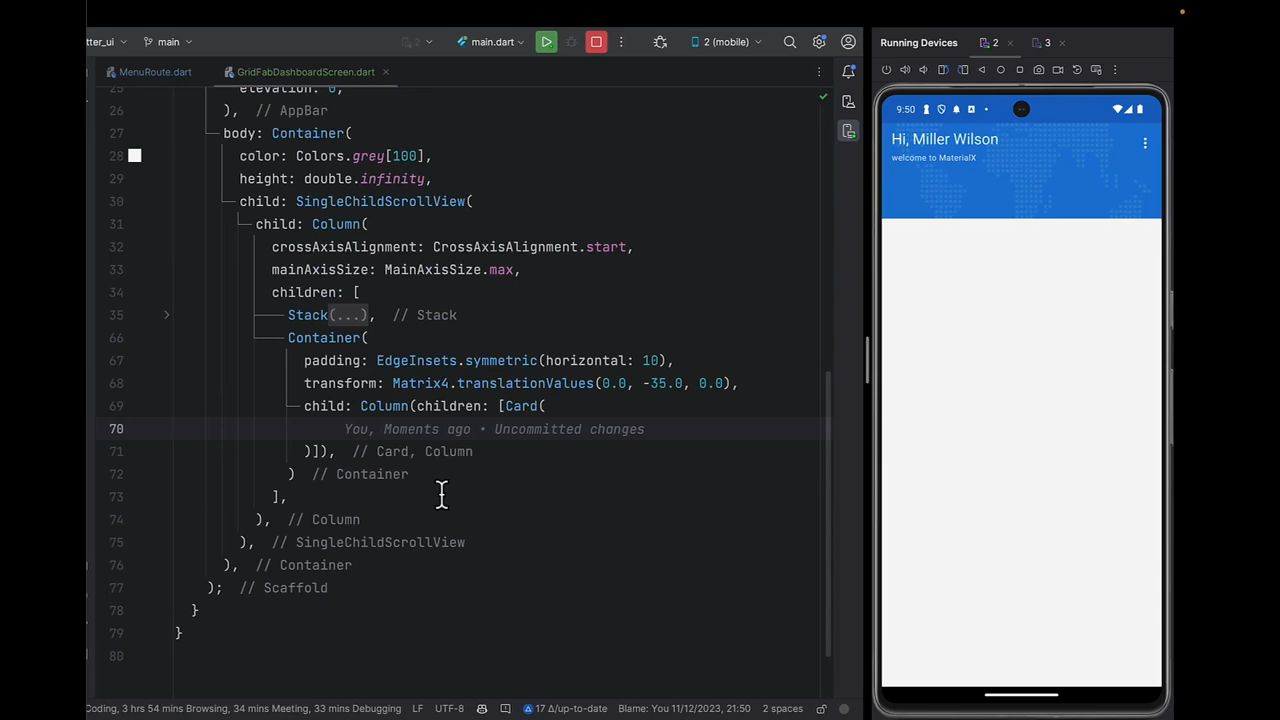 tter_ui
main
2
main.dart
2 (mobile)
Running Devices
2
3
MenuRoute.dart
GridFabDashboardScreen.dart
25 elevation: 0,
26 ), // AppBar
27 body: Container(
28 color: Colors.grey[100],
29 height: double.infinity,
30 child: SingleChildScrollView(
31 child: Column(
32 crossAxisAlignment: CrossAxisAlignment.start,
33 mainAxisSize: MainAxisSize.max,
34 children: [
35 Stack(...), // Stack
66 Container(
67 padding: EdgeInsets.symmetric(horizontal: 10),
68 transform: Matrix4.translationValues(0.0, -35.0, 0.0),
69 child: Column(children: [Card(
70 You, Moments ago • Uncommitted changes
71 )]), // Card, Column
72 ) // Container
73 ],
74 ), // Column
75 ), // SingleChildScrollView
76 ), // Container
77 ); // Scaffold
78 }
79 }
80
9:50
Hi, Miller Wilson
welcome to MaterialX
Coding, 3 hrs 54 mins Browsing, 34 mins Meeting, 33 mins Debugging
LF
UTF-8
17 Δ/up-to-date
Blame: You 11/12/2023, 21:50
2 spaces